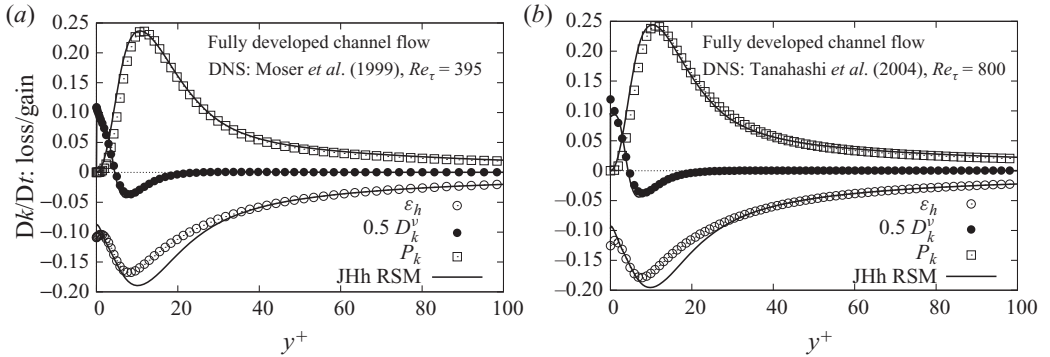 (a)
0.25
0.20
0.15
0.10
0.05
0
−0.05
−0.10
−0.15
−0.20
Dk/Dt: loss/gain
Fully developed channel flow
DNS: Moser et al. (1999), Reτ = 395
εh
0.5 Dνk
Pk
JHh RSM
0 20 40 60 80 100
y+
(b)
0.25
0.20
0.15
0.10
0.05
0
−0.05
−0.10
−0.15
−0.20
Fully developed channel flow
DNS: Tanahashi et al. (2004), Reτ = 800
εh
0.5 Dνk
Pk
JHh RSM
0 20 40 60 80 100
y+